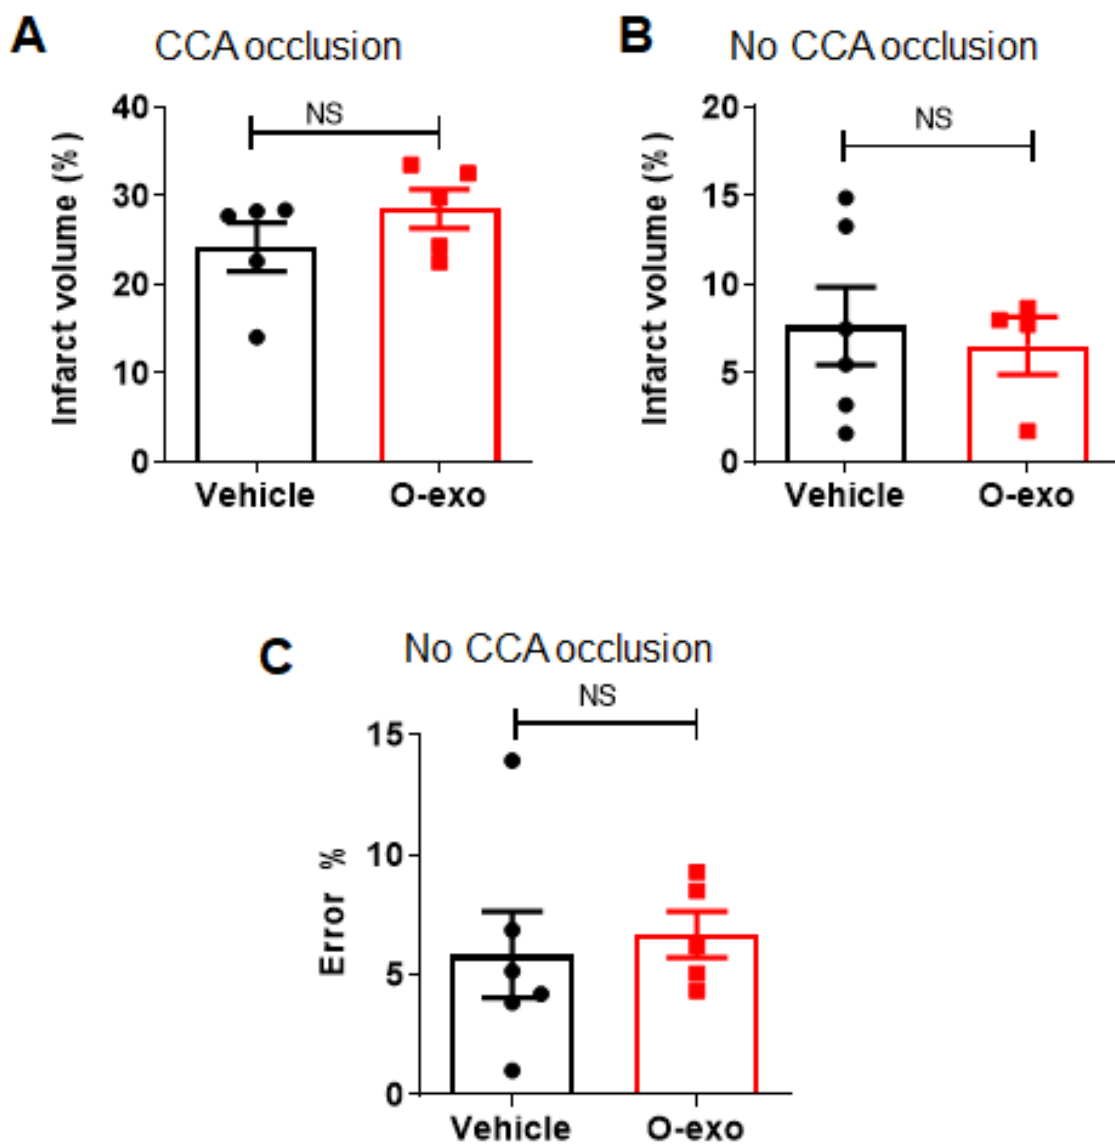 A
CCA occlusion
NS
Infarct volume (%)
40
30
20
10
0
Vehicle O-exo
B
No CCA occlusion
NS
Infarct volume (%)
20
15
10
5
0
Vehicle O-exo
C
No CCA occlusion
NS
Error %
15
10
5
0
Vehicle O-exo